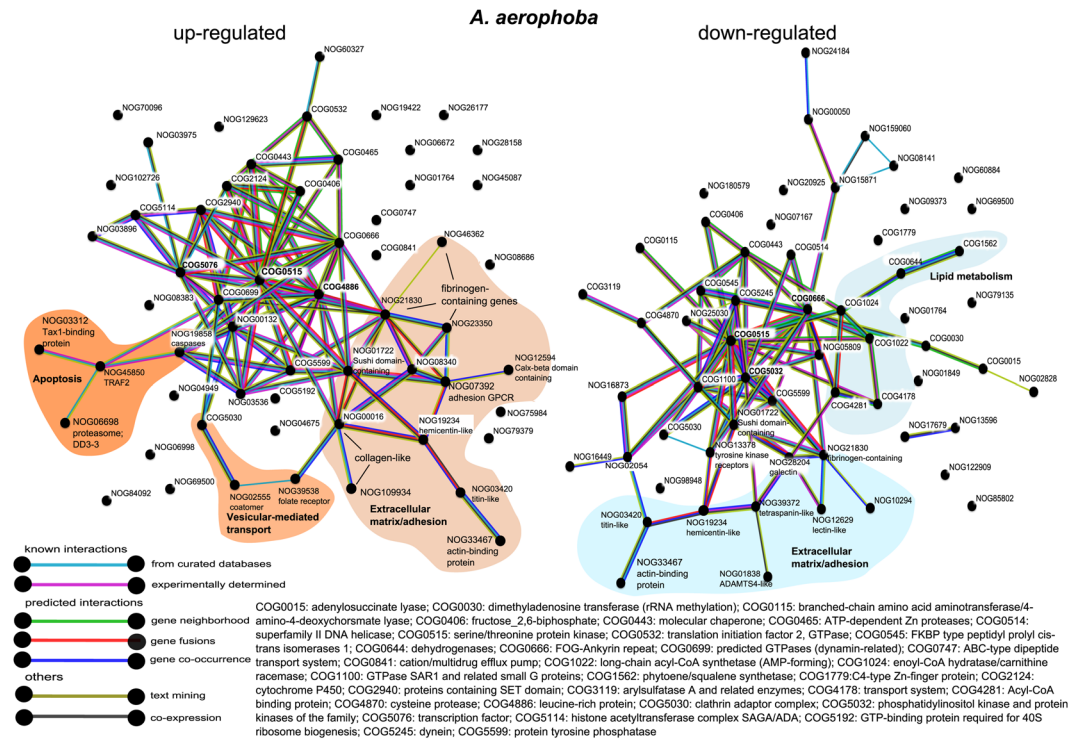 A. aerophoba
up-regulated
down-regulated
NOG60327
NOG24184
NOG70096
NOG129623
COG0532
NOG19422
NOG26177
NOG00050
NOG03975
NOG159060
COG0443
COG0465
NOG06672
NOG28158
NOG08141
COG2124
NOG102726
COG0406
NOG01764
NOG45087
NOG180579
NOG20925
NOG15871
NOG60884
COG5114
COG2940
COG0747
COG0406
NOG07167
NOG09373
NOG69500
NOG03896
COG0666
COG0841
NOG46362
COG0115
COG0443
COG0514
COG1779
COG1562
COG5076
COG0515
NOG08686
COG0644
Lipid metabolism
COG0699
COG4886
fibrinogen-
containing genes
COG3119
COG0545
COG5245
COG0666
COG1024
NOG79135
NOG08383
NOG21830
NOG00132
NOG23350
COG4870
NOG25030
NOG01764
NOG03312
Tax1-binding
protein
NOG19858
caspases
COG0515
COG0030
COG1022
NOG01722
Sushi domain-
containing
NOG08340
NOG12594
Calx-beta domain
containing
NOG05809
COG0015
Apoptosis
NOG45850
TRAF2
COG5599
COG5032
NOG01849
NOG02828
NOG07392
adhesion GPCR
NOG16873
COG1100
COG5599
COG4281
COG4178
NOG04949
NOG03536
COG5192
NOG01722
Sushi domain-
containing
NOG75984
NOG06698
proteasome;
DD3-3
COG5030
NOG04675
NOG00016
NOG19234
hemicentin-like
NOG79379
COG5030
NOG17679
NOG13596
NOG06998
collagen-like
NOG16449
NOG02054
NOG13378
tyrosine kinase
receptors
NOG28204
galectin
NOG21830
fibrinogen-containing
NOG84092
NOG69500
NOG02555
coatomer
NOG39538
folate receptor
NOG109934
NOG03420
titin-like
NOG98948
NOG122909
Vesicular-mediated
transport
Extracellular
matrix/adhesion
NOG03420
titin-like
NOG19234
hemicentin-like
NOG39372
tetraspanin-like
NOG12629
lectin-like
NOG10294
NOG85802
NOG33467
actin-binding
protein
NOG33467
actin-binding
protein
NOG01838
ADAMTS4-like
Extracellular
matrix/adhesion
known interactions
from curated databases
experimentally determined
predicted interactions
gene neighborhood
gene fusions
gene co-occurrence
others
text mining
co-expression
COG0015: adenylosuccinate lyase; COG0030: dimethyladenosine transferase (rRNA methylation); COG0115: branched-chain amino acid aminotransferase/4-
amino-4-deoxychorsmate lyase; COG0406: fructose_2,6-biphosphate; COG0443: molecular chaperone; COG0465: ATP-dependent Zn proteases; COG0514:
superfamily II DNA helicase; COG0515: serine/threonine protein kinase; COG0532: translation initiation factor 2, GTPase; COG0545: FKBP type peptidyl prolyl cis-
trans isomerases 1; COG0644: dehydrogenases; COG0666: FOG-Ankyrin repeat; COG0699: predicted GTPases (dynamin-related); COG0747: ABC-type dipeptide
transport system; COG0841: cation/multidrug efflux pump; COG1022: long-chain acyl-CoA synthetase (AMP-forming); COG1024: enoyl-CoA hydratase/carnithine
racemase; COG1100: GTPase SAR1 and related small G proteins; COG1562: phytoene/squalene synthetase; COG1779:C4-type Zn-finger protein; COG2124:
cytochrome P450; COG2940: proteins containing SET domain; COG3119: arylsulfatase A and related enzymes; COG4178: transport system; COG4281: Acyl-CoA
binding protein; COG4870: cysteine protease; COG4886: leucine-rich protein; COG5030: clathrin adaptor complex; COG5032: phosphatidylinositol kinase and protein
kinases of the family; COG5076: transcription factor; COG5114: histone acetyltransferase complex SAGA/ADA; COG5192: GTP-binding protein required for 40S
ribosome biogenesis; COG5245: dynein; COG5599: protein tyrosine phosphatase